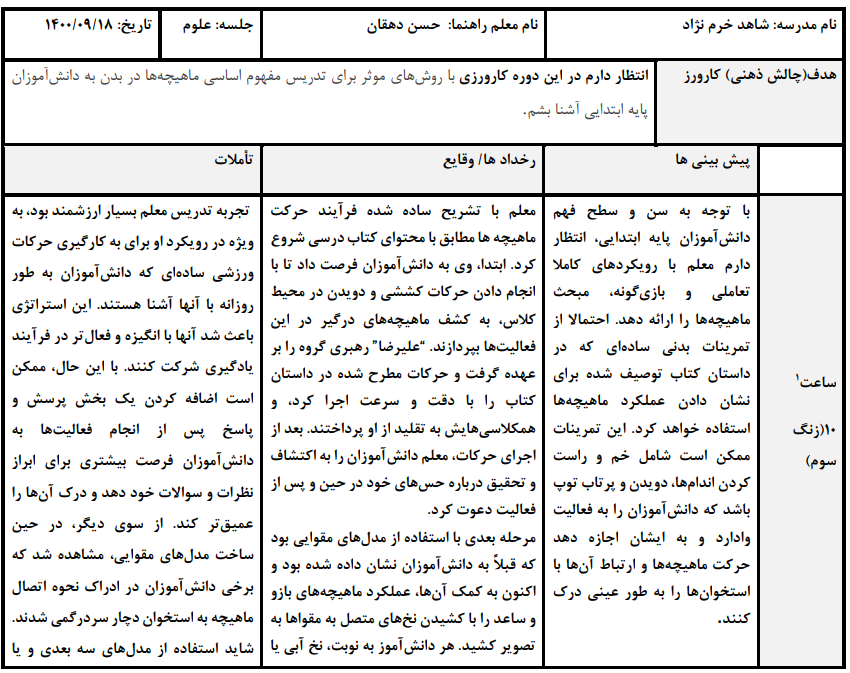 نام مدرسه: شاهد خرم نژاد
نام معلم راهنما: حسن دهقان
جلسه: علوم
تاریخ: ۱۴۰۰/۰۹/۱۸
هدف(چالش ذهنی) کارورز
انتظار دارم در این دوره کارورزی با روش‌های موثر برای تدریس مفهوم اساسی ماهیچه‌ها در بدن به دانش‌آموزان
پایه ابتدایی آشنا بشم.
پیش بینی ها
رخداد ها/ وقایع
تأملات
ساعت۱
۱۰(زنگ
سوم)
با توجه به سن و سطح فهم
دانش‌آموزان پایه ابتدایی، انتظار
دارم معلم با رویکردهای کاملا
تعاملی و بازی‌گونه، مبحث
ماهیچه‌ها را ارائه دهد. احتمالا از
تمرینات بدنی ساده‌ای که در
داستان کتاب توصیف شده برای
نشان دادن عملکرد ماهیچه‌ها
استفاده خواهد کرد. این تمرینات
ممکن است شامل خم و راست
کردن اندام‌ها، دویدن و پرتاب توپ
باشد که دانش‌آموزان را به فعالیت
وادارد و به ایشان اجازه دهد
حرکت ماهیچه‌ها و ارتباط آن‌ها با
استخوان‌ها را به طور عینی درک
کنند.
معلم با تشریح ساده شده فرآیند حرکت
ماهیچه ها مطابق با محتوای کتاب درسی شروع
کرد. ابتدا، وی به دانش‌آموزان فرصت داد تا با
انجام دادن حرکات کششی و دویدن در محیط
کلاس، به کشف ماهیچه‌های درگیر در این
فعالیت‌ها بپردازند. “علیرضا” رهبری گروه را بر
عهده گرفت و حرکات مطرح شده در داستان
کتاب را با دقت و سرعت اجرا کرد، و
همکلاسی‌هایش به تقلید از او پرداختند. بعد از
اجرای حرکات، معلم دانش‌آموزان را به اکتشاف
و تحقیق درباره حس‌های خود در حین و پس از
فعالیت دعوت کرد.
مرحله بعدی با استفاده از مدل‌های مقوایی بود
که قبلاً به دانش‌آموزان نشان داده شده بود و
اکنون به کمک آن‌ها، عملکرد ماهیچه‌های بازو
و ساعد را با کشیدن نخ‌های متصل به مقواها به
تصویر کشید. هر دانش‌آموز به نوبت، نخ آبی یا
تجربه تدریس معلم بسیار ارزشمند بود، به
ویژه در رویکرد او برای به کارگیری حرکات
ورزشی ساده‌ای که دانش‌آموزان به طور
روزانه با آنها آشنا هستند. این استراتژی
باعث شد آنها با انگیزه و فعال‌تر در فرآیند
یادگیری شرکت کنند. با این حال، ممکن
است اضافه کردن یک بخش پرسش و
پاسخ پس از انجام فعالیت‌ها به
دانش‌آموزان فرصت بیشتری برای ابراز
نظرات و سوالات خود دهد و درک آن‌ها را
عمیق‌تر کند. از سوی دیگر، در حین
ساخت مدل‌های مقوایی، مشاهده شد که
برخی دانش‌آموزان در ادراک نحوه اتصال
ماهیچه به استخوان دچار سردرگمی شدند.
شاید استفاده از مدل‌های سه بعدی و یا